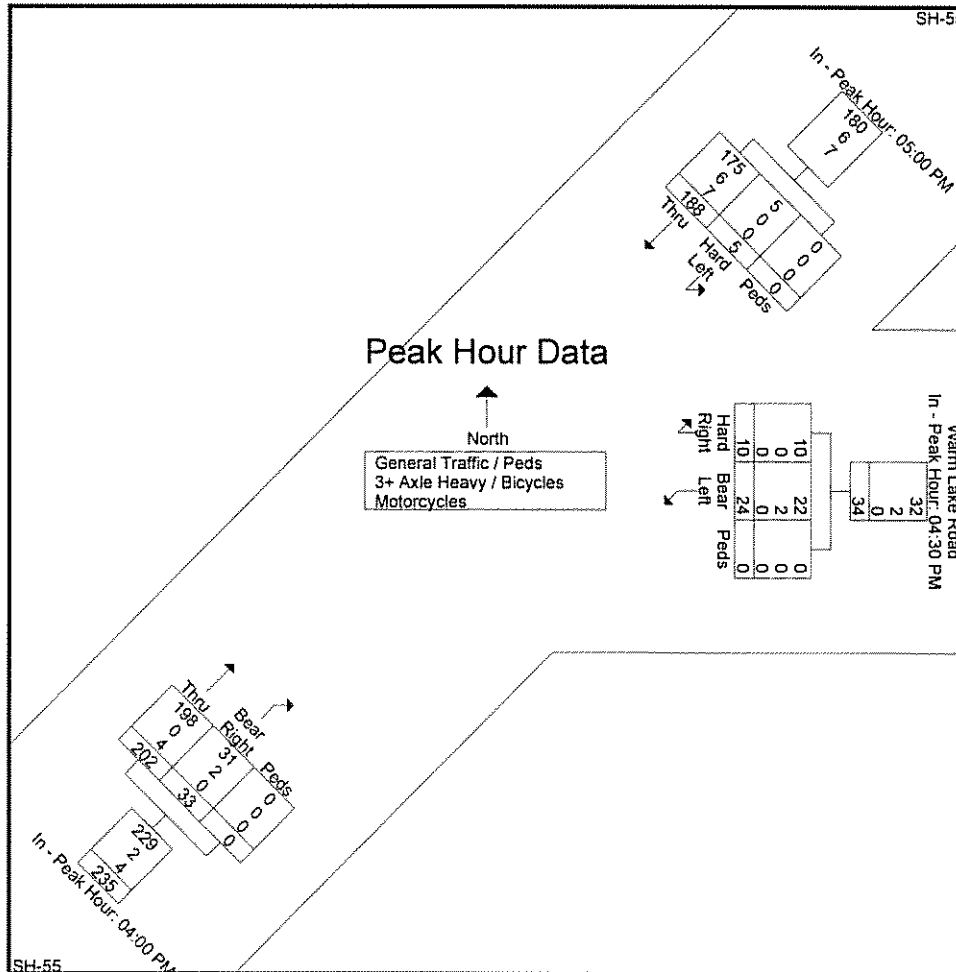 SH-55
In - Peak Hour: 05:00 PM
180
6
7
175 5 0
6 0 0
7 0 0
188 5 0
Thru Hard Left Peds
Peak Hour Data
North
General Traffic / Peds
3+ Axle Heavy / Bicycles
Motorcycles
Warm Lake Road
In - Peak Hour: 04:30 PM
32
2
0
34
10 22 0
0 2 0
0 0 0
10 24 0
Hard Right Bear Left Peds
Thru Bear Right Peds
198 31 0
0 2 0
4 0 0
202 33 0
229
2
4
235
In - Peak Hour: 04:00 PM
SH-55